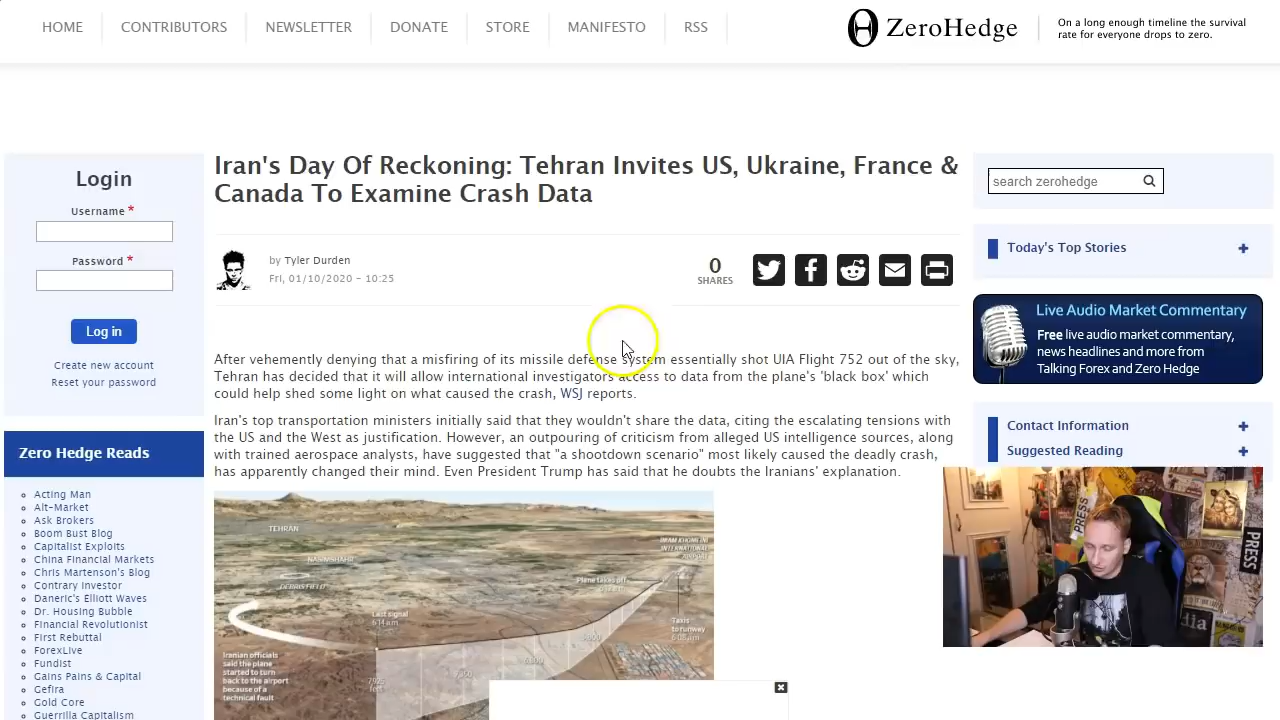 HOME
CONTRIBUTORS
NEWSLETTER
DONATE
STORE
MANIFESTO
RSS
ZeroHedge
On a long enough timeline the survival
rate for everyone drops to zero.
Login
Username *
Password *
Log in
Create new account
Reset your password
Zero Hedge Reads
Acting Man
Alt-Market
Ask Brokers
Boom Bust Blog
Capitalist Exploits
China Financial Markets
Chris Martenson's Blog
Contrary Investor
Daneric's Elliott Waves
Dr. Housing Bubble
Financial Revolutionist
First Rebuttal
ForexLive
Fundist
Gains Pains & Capital
Gefira
Gold Core
Guerrilla Capitalism
Iran's Day Of Reckoning: Tehran Invites US, Ukraine, France &
Canada To Examine Crash Data
by Tyler Durden
Fri, 01/10/2020 - 10:25
0
SHARES
After vehemently denying that a misfiring of its missile defense system essentially shot UIA Flight 752 out of the sky,
Tehran has decided that it will allow international investigators access to data from the plane's 'black box' which
could help shed some light on what caused the crash, WSJ reports.
Iran's top transportation ministers initially said that they wouldn't share the data, citing the escalating tensions with
the US and the West as justification. However, an outpouring of criticism from alleged US intelligence sources, along
with trained aerospace analysts, have suggested that "a shootdown scenario" most likely caused the deadly crash,
has apparently changed their mind. Even President Trump has said that he doubts the Iranians' explanation.
TEHRAN
NASIMSHAHR
DEBRIS FIELD
IMAM KHOMEINI
INTERNATIONAL
Plane takes off
Last signal
6:14am
Taxis
to runway
7,925
feet
Iranian officials
said the plane
started to turn
back to the airport
because of a
technical fault
search zerohedge
Today's Top Stories
Live Audio Market Commentary
Free live audio market commentary,
news headlines and more from
Talking Forex and Zero Hedge
Contact Information
Suggested Reading
PRESS
PRESS